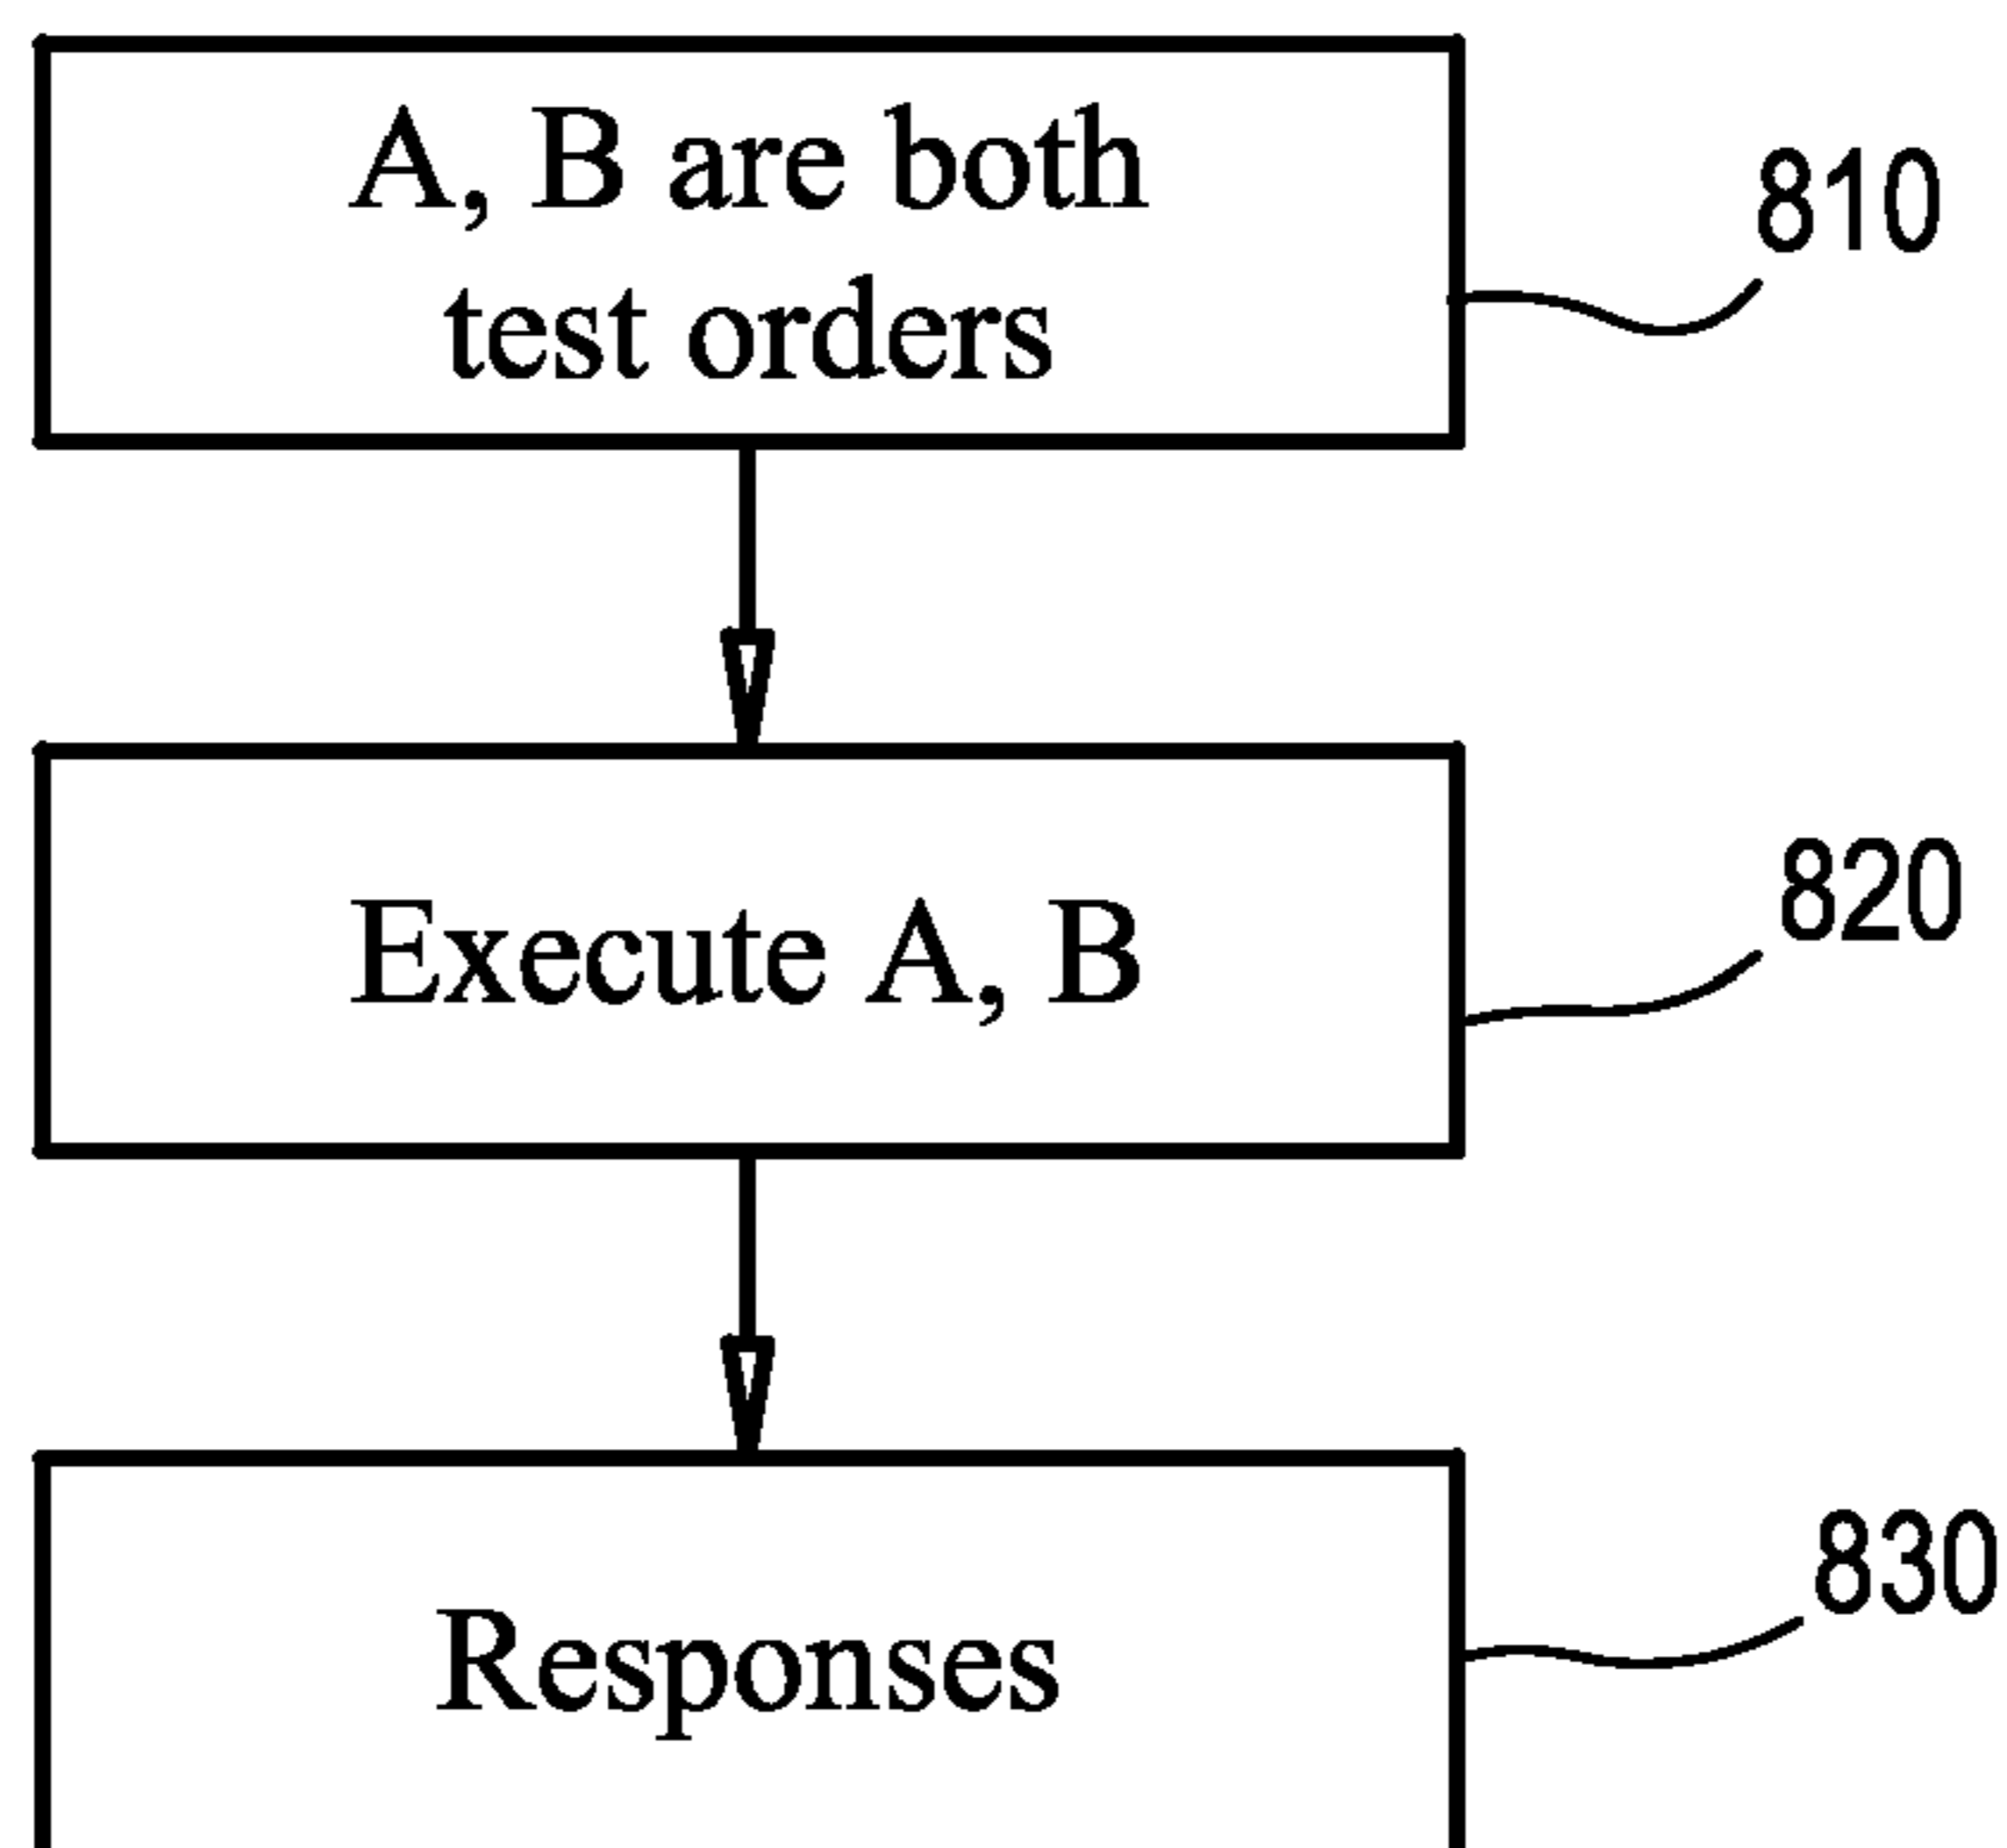 A, B are both
test orders
810
Execute A, B
820
Responses
830